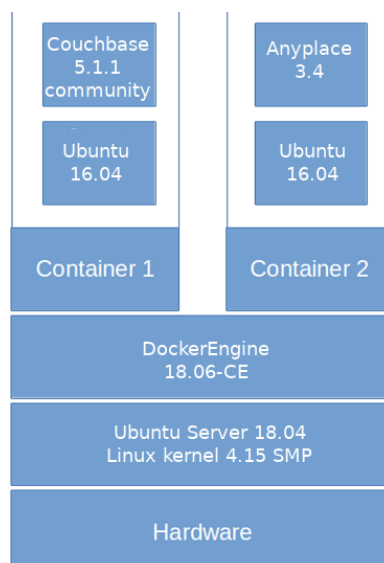 Couchbase
5.1.1
community
Anyplace
3.4
Ubuntu
16.04
Ubuntu
16.04
Container 1
Container 2
DockerEngine
18.06-CE
Ubuntu Server 18.04
Linux kernel 4.15 SMP
Hardware